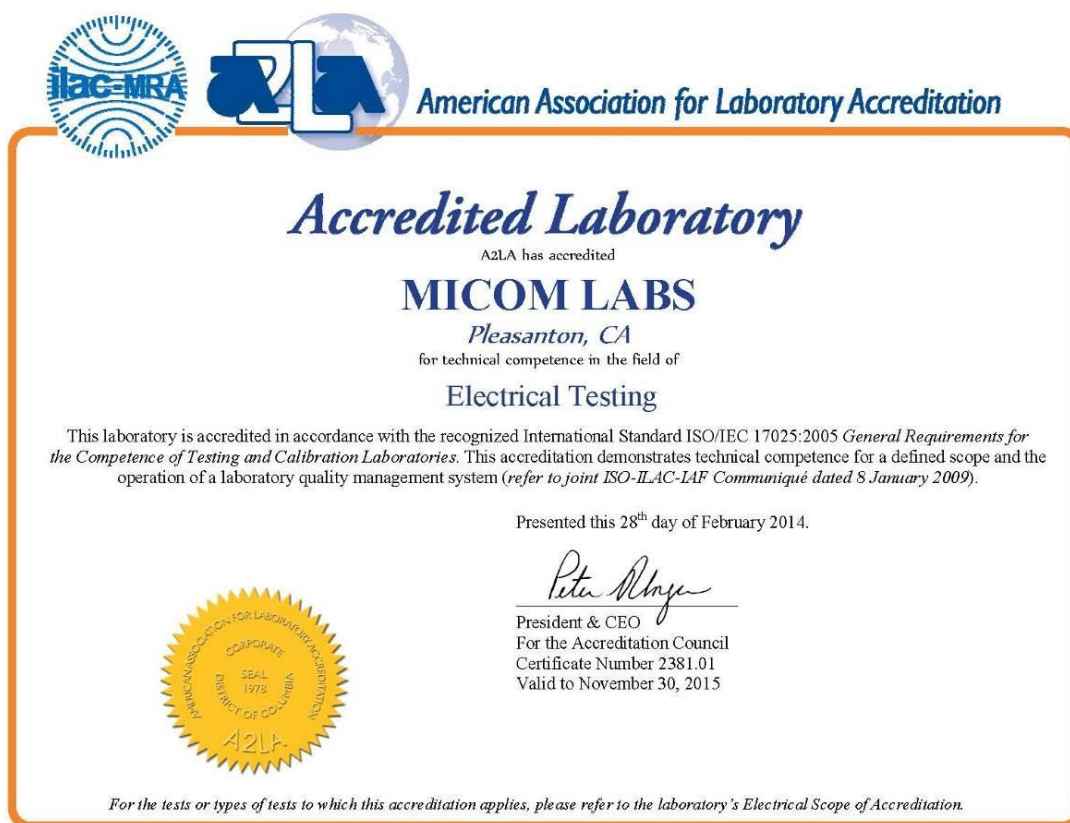 ilac-MRA
A2LA
American Association for Laboratory Accreditation
Accredited Laboratory
A2LA has accredited
MICOM LABS
Pleasanton, CA
for technical competence in the field of
Electrical Testing
This laboratory is accredited in accordance with the recognized International Standard ISO/IEC 17025:2005 General Requirements for
the Competence of Testing and Calibration Laboratories. This accreditation demonstrates technical competence for a defined scope and the
operation of a laboratory quality management system (refer to joint ISO-ILAC-IAF Communiqué dated 8 January 2009).
Presented this 28th day of February 2014.
Peter
President & CEO
For the Accreditation Council
Certificate Number 2381.01
Valid to November 30, 2015
AMERICAN ASSOCIATION FOR LABORATORY ACCREDITATION
CORPORATE
SEAL
1978
DISTRICT OF COLUMBIA
A2LA
For the tests or types of tests to which this accreditation applies, please refer to the laboratory's Electrical Scope of Accreditation.